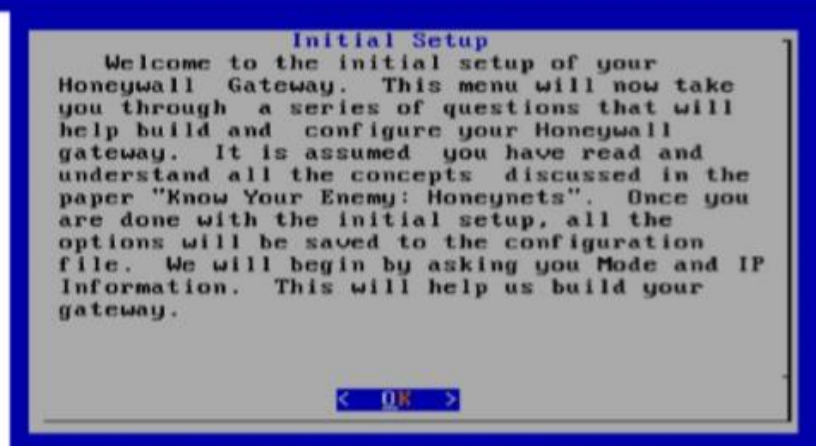 Initial Setup
Welcome to the initial setup of your
Honeywall Gateway. This menu will now take
you through a series of questions that will
help build and configure your Honeywall
gateway. It is assumed you have read and
understand all the concepts discussed in the
paper "Know Your Enemy: Honeynets". Once you
are done with the initial setup, all the
options will be saved to the configuration
file. We will begin by asking you Mode and IP
Information. This will help us build your
gateway.
< OK >